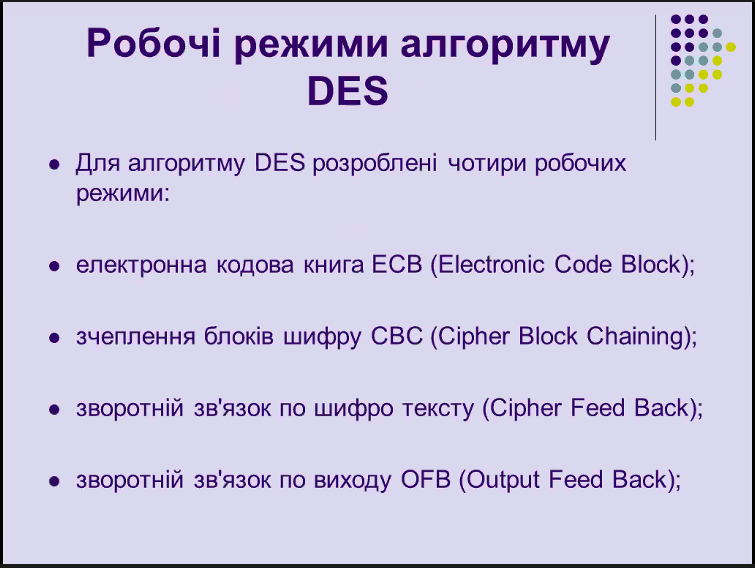 Робочі режими алгоритму
DES
Для алгоритму DES розроблені чотири робочих
режими:
електронна кодова книга ECB (Electronic Code Block);
зчеплення блоків шифру CBC (Cipher Block Chaining);
зворотній зв'язок по шифро тексту (Cipher Feed Back);
зворотній зв'язок по виходу OFB (Output Feed Back);